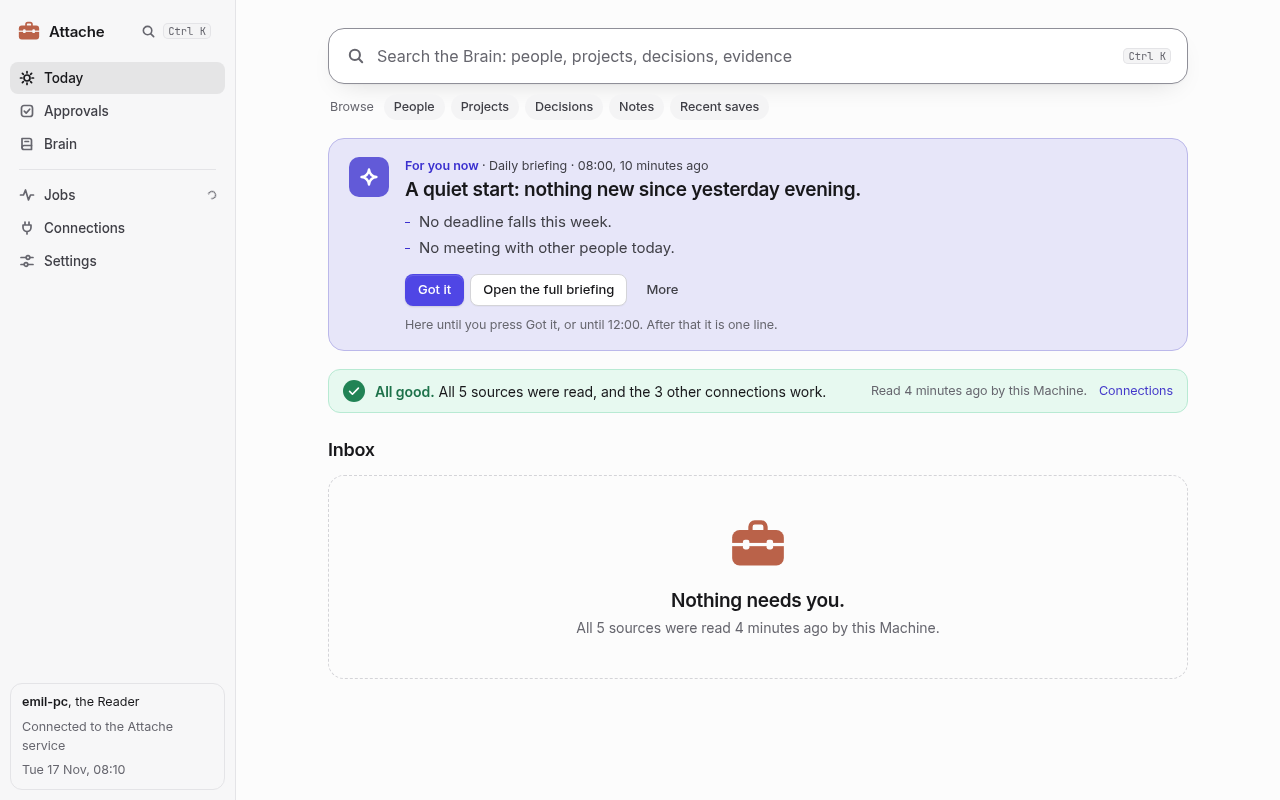 Attache
Ctrl K
Today
Approvals
Brain
Jobs
Connections
Settings
emil-pc, the Reader
Connected to the Attache
service
Tue 17 Nov, 08:10
Search the Brain: people, projects, decisions, evidence
Ctrl K
Browse People Projects Decisions Notes Recent saves
For you now · Daily briefing · 08:00, 10 minutes ago
A quiet start: nothing new since yesterday evening.
– No deadline falls this week.
– No meeting with other people today.
Got it Open the full briefing More
Here until you press Got it, or until 12:00. After that it is one line.
All good. All 5 sources were read, and the 3 other connections work. Read 4 minutes ago by this Machine. Connections
Inbox
Nothing needs you.
All 5 sources were read 4 minutes ago by this Machine.